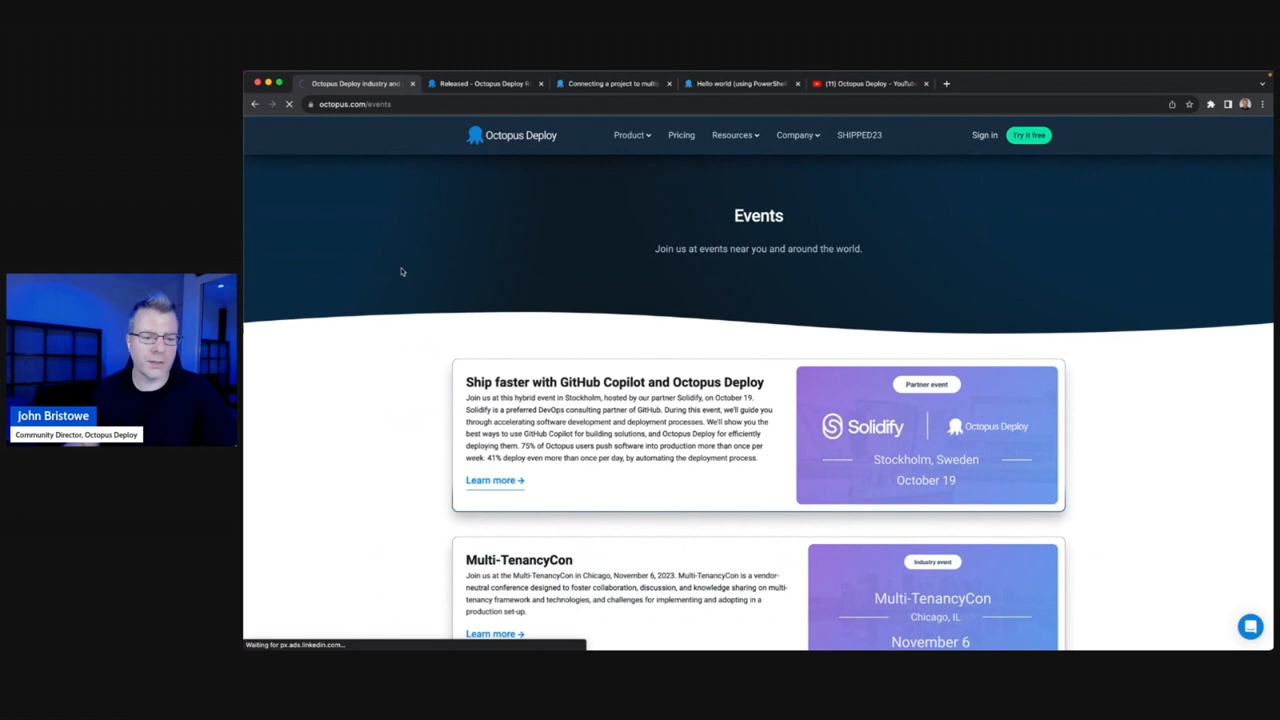 Octopus Deploy industry and
Released - Octopus Deploy R
Connecting a project to multip
Hello world (using PowerShel
(11) Octopus Deploy - YouTub
octopus.com/events
Octopus Deploy
Product
Pricing
Resources
Company
SHIPPED23
Sign in
Try it free
Events
Join us at events near you and around the world.
Ship faster with GitHub Copilot and Octopus Deploy
Join us at this hybrid event in Stockholm, hosted by our partner Solidify, on October 19.
Solidify is a preferred DevOps consulting partner of GitHub. During this event, we'll guide you
through accelerating software development and deployment processes. We'll show you the
best ways to use GitHub Copilot for building solutions, and Octopus Deploy for efficiently
deploying them. 75% of Octopus users push software into production more than once per
week. 41% deploy even more than once per day, by automating the deployment process.
Learn more →
Partner event
Solidify
Octopus Deploy
Stockholm, Sweden
October 19
Multi-TenancyCon
Join us at the Multi-TenancyCon in Chicago, November 6, 2023. Multi-TenancyCon is a vendor-
neutral conference designed to foster collaboration, discussion, and knowledge sharing on multi-
tenancy framework and technologies, and challenges for implementing and adopting in a
production set-up.
Learn more →
Industry event
Multi-TenancyCon
Chicago, IL
November 6
Waiting for px.ads.linkedin.com...
John Bristowe
Community Director, Octopus Deploy